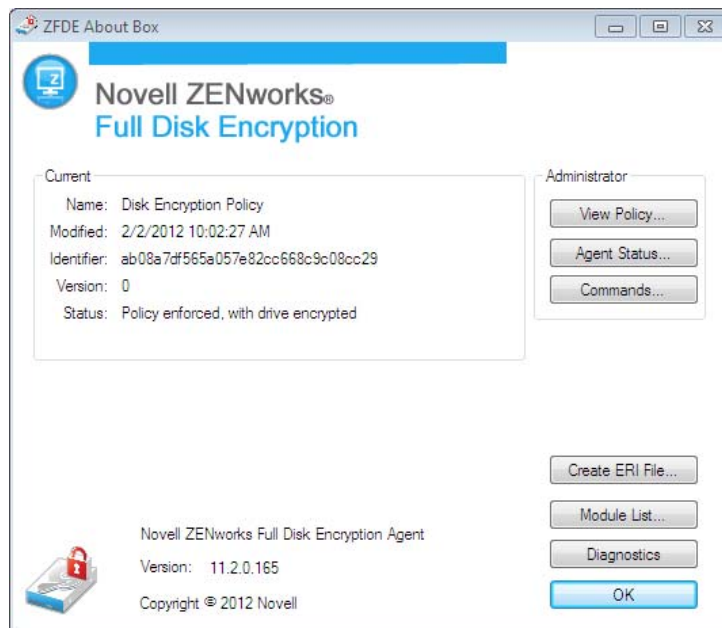 ZFDE About Box
Z
Novell ZENworks®
Full Disk Encryption
Current
Name: Disk Encryption Policy
Modified: 2/2/2012 10:02:27 AM
Identifier: ab08a7df565a057e82cc668c9c08cc29
Version: 0
Status: Policy enforced, with drive encrypted
Administrator
View Policy...
Agent Status...
Commands...
Create ERI File...
Module List...
Diagnostics
OK
Novell ZENworks Full Disk Encryption Agent
Version: 11.2.0.165
Copyright © 2012 Novell